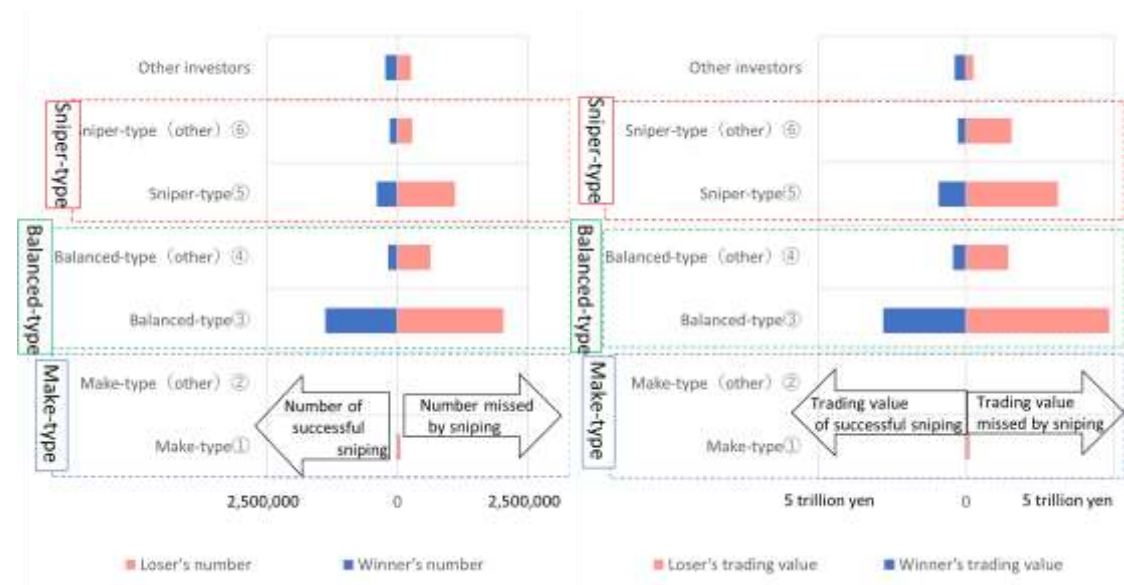 Other investors
niper-type（other）⑥
Sniper-type⑤
Sniper-type
Balanced-type（other）④
Balanced-type③
Balanced-type
Make-type（other）②
Make-type①
Make-type
Number of
successful
sniping
Number missed
by sniping
2,500,000 0 2,500,000
Loser's number Winner's number
Other investors
Sniper-type（other）⑥
Sniper-type⑤
Sniper-type
Balanced-type（other）④
Balanced-type③
Balanced-type
Make-type（other）②
Make-type①
Make-type
Trading value
of successful sniping
Trading value
missed by sniping
5 trillion yen 0 5 trillion yen
Loser's trading value Winner's trading value